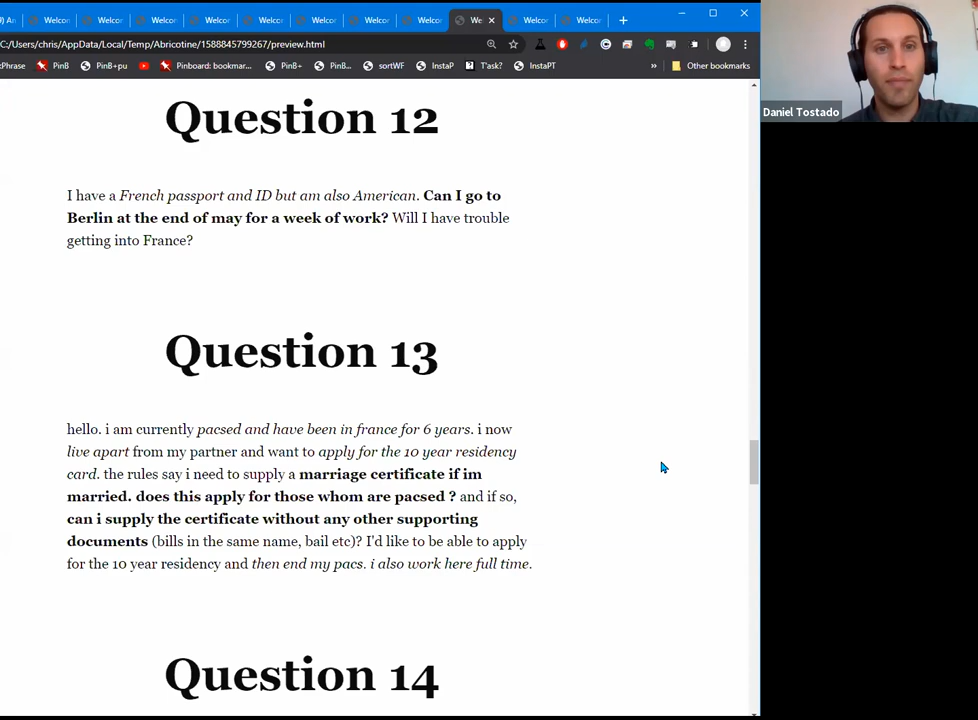 Welco
Welco
Welco
Welco
Welco
Welco
Welco
Welco
We
Welco
Welco
C:/Users/chris/AppData/Local/Temp/Abricotine/1588845799267/preview.html
cPhrase
PinB
PinB+pu
Pinboard: bookmar...
PinB+
PinB...
sortWF
InstaP
T'ask?
InstaPT
»
Other bookmarks
Daniel Tostado
Question 12
I have a French passport and ID but am also American. Can I go to
Berlin at the end of may for a week of work? Will I have trouble
getting into France?
Question 13
hello. i am currently pacsed and have been in france for 6 years. i now
live apart from my partner and want to apply for the 10 year residency
card. the rules say i need to supply a marriage certificate if im
married. does this apply for those whom are pacsed ? and if so,
can i supply the certificate without any other supporting
documents (bills in the same name, bail etc)? I'd like to be able to apply
for the 10 year residency and then end my pacs. i also work here full time.
Question 14